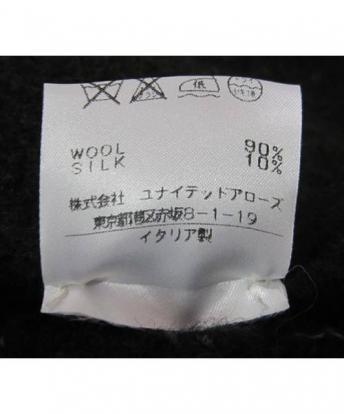 低
WOOL 90%
SILK 10%
株式会社 ユナイテッドアローズ
東京都港区赤坂8-1-19
イタリア製